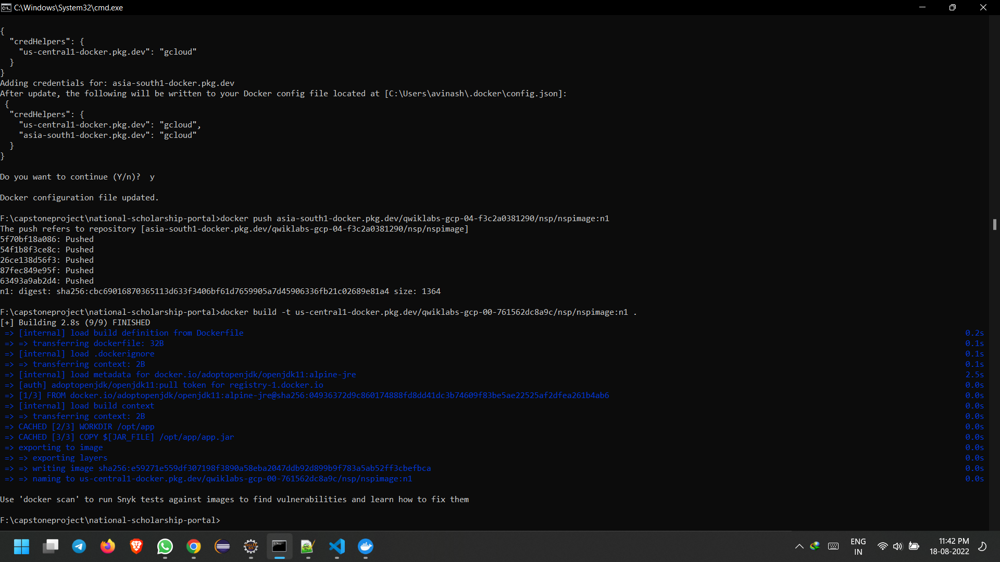 C:\Windows\System32\cmd.exe
{
  "credHelpers": {
    "us-central1-docker.pkg.dev": "gcloud"
  }
}
Adding credentials for: asia-south1-docker.pkg.dev
After update, the following will be written to your Docker config file located at [C:\Users\avinash\.docker\config.json]:
 {
  "credHelpers": {
    "us-central1-docker.pkg.dev": "gcloud",
    "asia-south1-docker.pkg.dev": "gcloud"
  }
}
Do you want to continue (Y/n)?  y
Docker configuration file updated.
F:\capstoneproject\national-scholarship-portal>docker push asia-south1-docker.pkg.dev/qwiklabs-gcp-04-f3c2a0381290/nsp/nspimage:n1
The push refers to repository [asia-south1-docker.pkg.dev/qwiklabs-gcp-04-f3c2a0381290/nsp/nspimage]
5f70bf18a086: Pushed
54f1b8f3ce8c: Pushed
26ce138d56f3: Pushed
87fec849e95f: Pushed
63493a9ab2d4: Pushed
n1: digest: sha256:cbc69016870365113d633f3406bf61d7659905a7d45906336fb21c02689e81a4 size: 1364
F:\capstoneproject\national-scholarship-portal>docker build -t us-central1-docker.pkg.dev/qwiklabs-gcp-00-761562dc8a9c/nsp/nspimage:n1 .
[+] Building 2.8s (9/9) FINISHED
 => [internal] load build definition from Dockerfile 0.2s
 => => transferring dockerfile: 32B 0.1s
 => [internal] load .dockerignore 0.1s
 => => transferring context: 2B 0.1s
 => [internal] load metadata for docker.io/adoptopenjdk/openjdk11:alpine-jre 2.5s
 => [auth] adoptopenjdk/openjdk11:pull token for registry-1.docker.io 0.0s
 => [1/3] FROM docker.io/adoptopenjdk/openjdk11:alpine-jre@sha256:04936372d9c860174888fd8dd41dc3b74609f83be5ae22525af2dfea261b4ab6 0.0s
 => [internal] load build context 0.0s
 => => transferring context: 2B 0.0s
 => CACHED [2/3] WORKDIR /opt/app 0.0s
 => CACHED [3/3] COPY $[JAR_FILE] /opt/app/app.jar 0.0s
 => exporting to image 0.0s
 => => exporting layers 0.0s
 => => writing image sha256:e59271e559df307198f3890a58eba2047ddb92d899b9f783a5ab52ff3cbefbca 0.0s
 => => naming to us-central1-docker.pkg.dev/qwiklabs-gcp-00-761562dc8a9c/nsp/nspimage:n1 0.0s
Use 'docker scan' to run Snyk tests against images to find vulnerabilities and learn how to fix them
F:\capstoneproject\national-scholarship-portal>
ENG
IN
11:42 PM
18-08-2022